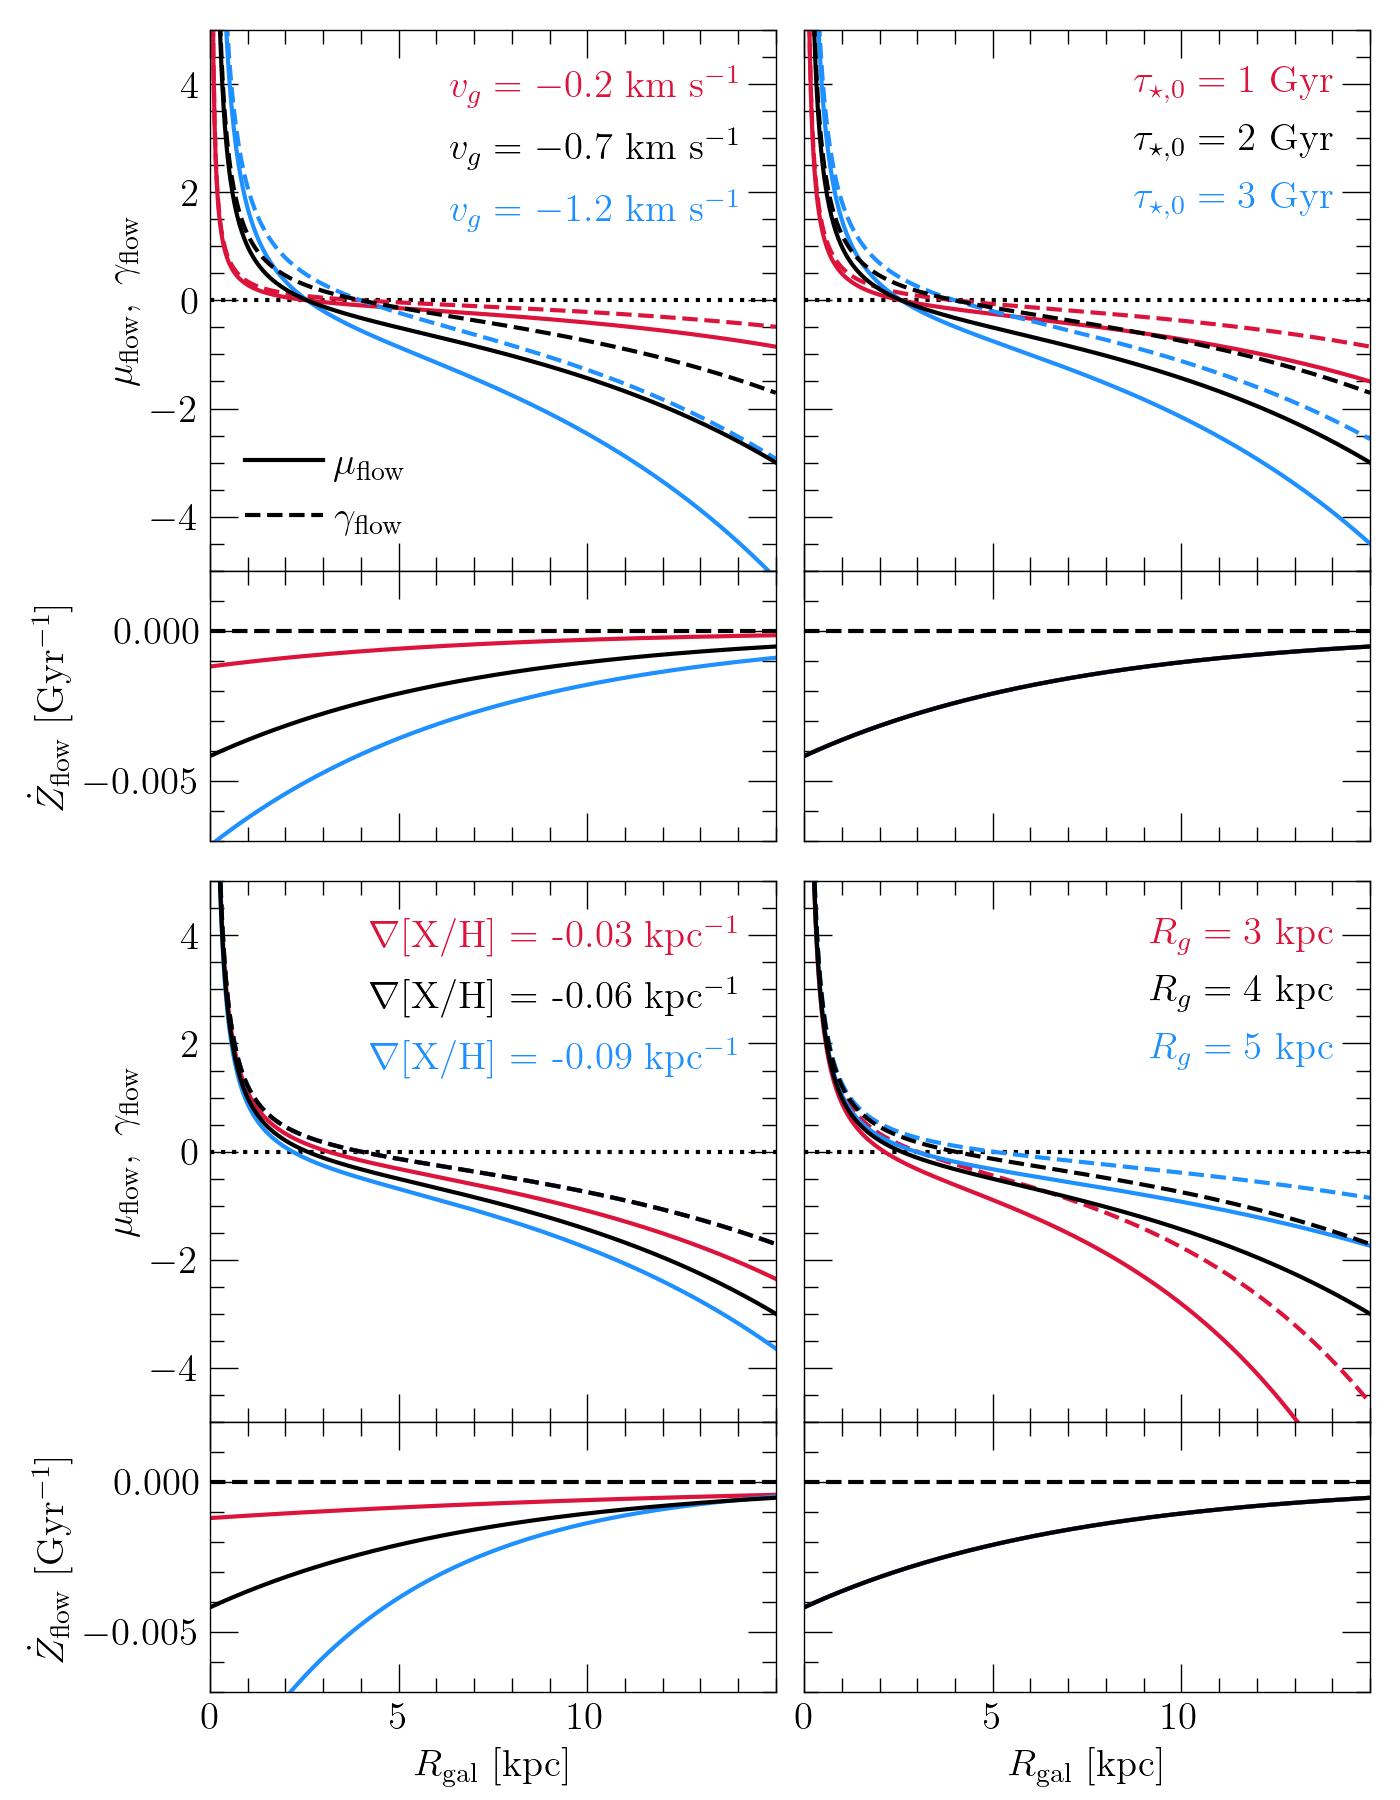 μ_flow, γ_flow
4
2
0
−2
−4
v_g = −0.2 km s⁻¹
v_g = −0.7 km s⁻¹
v_g = −1.2 km s⁻¹
μ_flow
γ_flow
τ_⋆,0 = 1 Gyr
τ_⋆,0 = 2 Gyr
τ_⋆,0 = 3 Gyr
Ż_flow [Gyr⁻¹]
0.000
−0.005
μ_flow, γ_flow
4
2
0
−2
−4
∇[X/H] = -0.03 kpc⁻¹
∇[X/H] = -0.06 kpc⁻¹
∇[X/H] = -0.09 kpc⁻¹
R_g = 3 kpc
R_g = 4 kpc
R_g = 5 kpc
Ż_flow [Gyr⁻¹]
0.000
−0.005
0 5 10
0 5 10
R_gal [kpc]
R_gal [kpc]